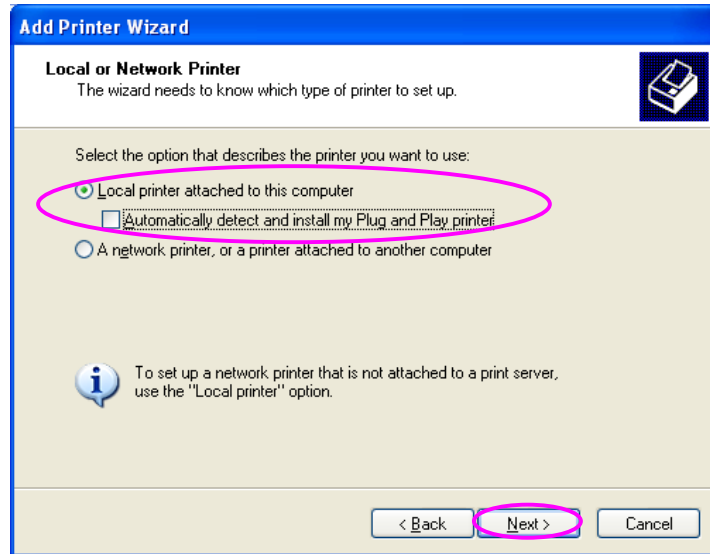 Add Printer Wizard
Local or Network Printer
The wizard needs to know which type of printer to set up.
Select the option that describes the printer you want to use:
Local printer attached to this computer
Automatically detect and install my Plug and Play printer
A network printer, or a printer attached to another computer
To set up a network printer that is not attached to a print server,
use the "Local printer" option.
< Back Next > Cancel